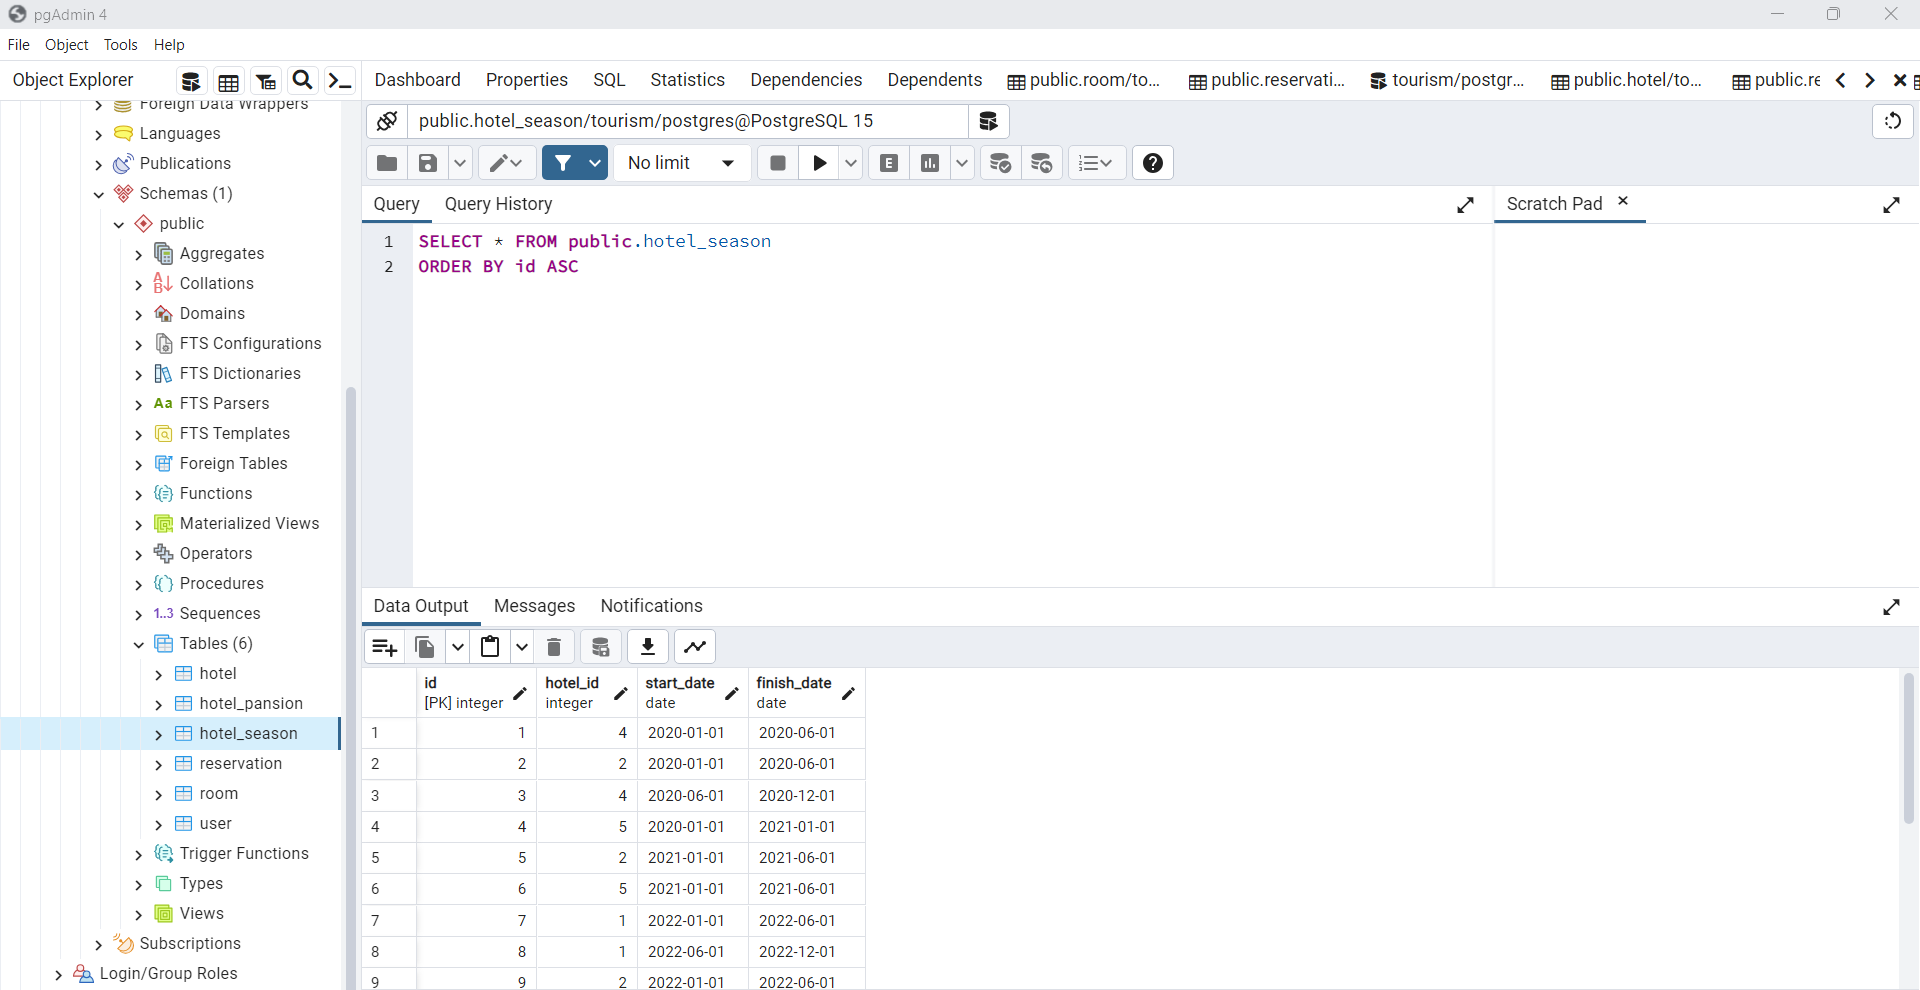 pgAdmin 4
File Object Tools Help
Object Explorer
Dashboard Properties SQL Statistics Dependencies Dependents public.room/to... public.reservati... tourism/postgr... public.hotel/to... public.re
Foreign Data Wrappers
Languages
Publications
Schemas (1)
public
Aggregates
Collations
Domains
FTS Configurations
FTS Dictionaries
Aa FTS Parsers
FTS Templates
Foreign Tables
Functions
Materialized Views
Operators
Procedures
1..3 Sequences
Tables (6)
hotel
hotel_pansion
hotel_season
reservation
room
user
Trigger Functions
Types
Views
Subscriptions
Login/Group Roles
public.hotel_season/tourism/postgres@PostgreSQL 15
No limit
E
Query Query History
Scratch Pad
1 SELECT * FROM public.hotel_season
2 ORDER BY id ASC
Data Output Messages Notifications
id hotel_id start_date finish_date
[PK] integer integer date date
1 1 4 2020-01-01 2020-06-01
2 2 2 2020-01-01 2020-06-01
3 3 4 2020-06-01 2020-12-01
4 4 5 2020-01-01 2021-01-01
5 5 2 2021-01-01 2021-06-01
6 6 5 2021-01-01 2021-06-01
7 7 1 2022-01-01 2022-06-01
8 8 1 2022-06-01 2022-12-01
9 9 2 2022-01-01 2022-06-01